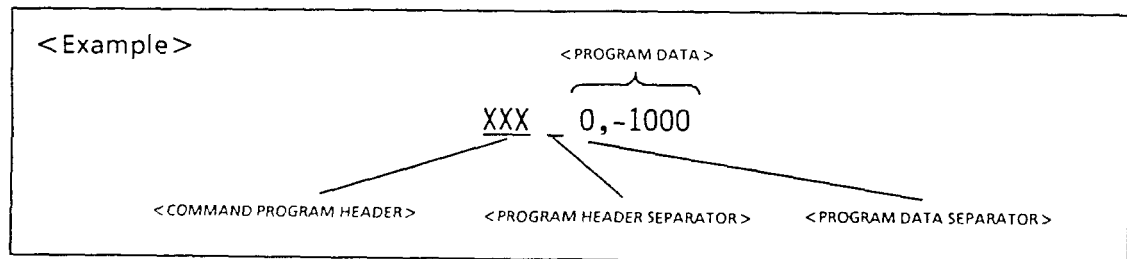 <Example>
<PROGRAM DATA>
XXX _ 0,-1000
<COMMAND PROGRAM HEADER> <PROGRAM HEADER SEPARATOR> <PROGRAM DATA SEPARATOR>